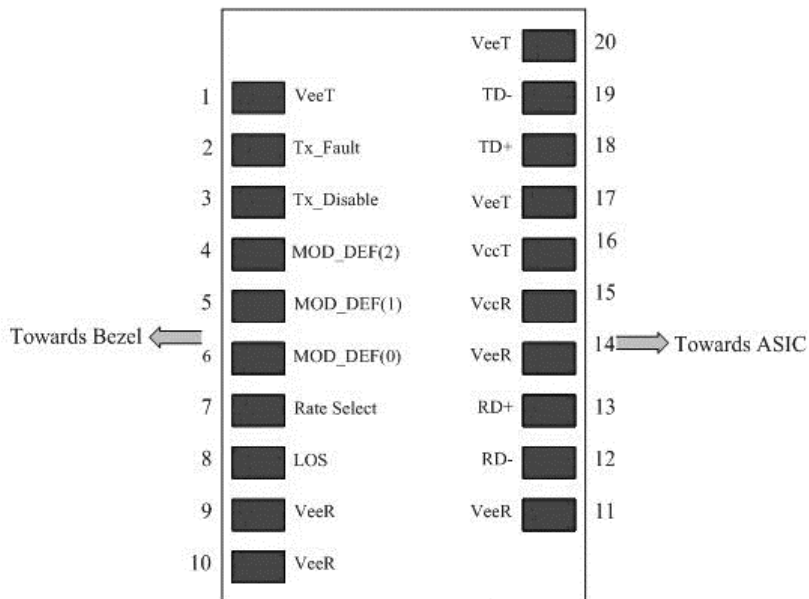 VeeT 20
1 VeeT TD- 19
2 Tx_Fault TD+ 18
3 Tx_Disable VeeT 17
4 MOD_DEF(2) VccT 16
5 MOD_DEF(1) VccR 15
Towards Bezel
6 MOD_DEF(0) VeeR 14
Towards ASIC
7 Rate Select RD+ 13
8 LOS RD- 12
9 VeeR VeeR 11
10 VeeR